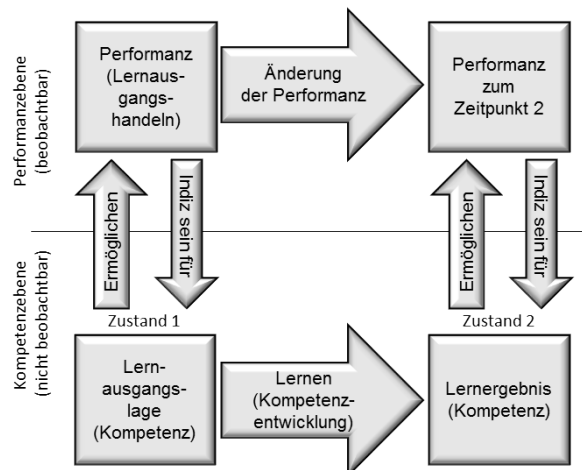 Performanzebene
(beobachtbar)
Performanz
(Lernaus-
gangs-
handeln)
Änderung
der Performanz
Performanz
zum
Zeitpunkt 2
Ermöglichen
Indiz sein für
Ermöglichen
Indiz sein für
Kompetenzebene
(nicht beobachtbar)
Zustand 1
Zustand 2
Lern-
ausgangs-
lage
(Kompetenz)
Lernen
(Kompetenz-
entwicklung)
Lernergebnis
(Kompetenz)